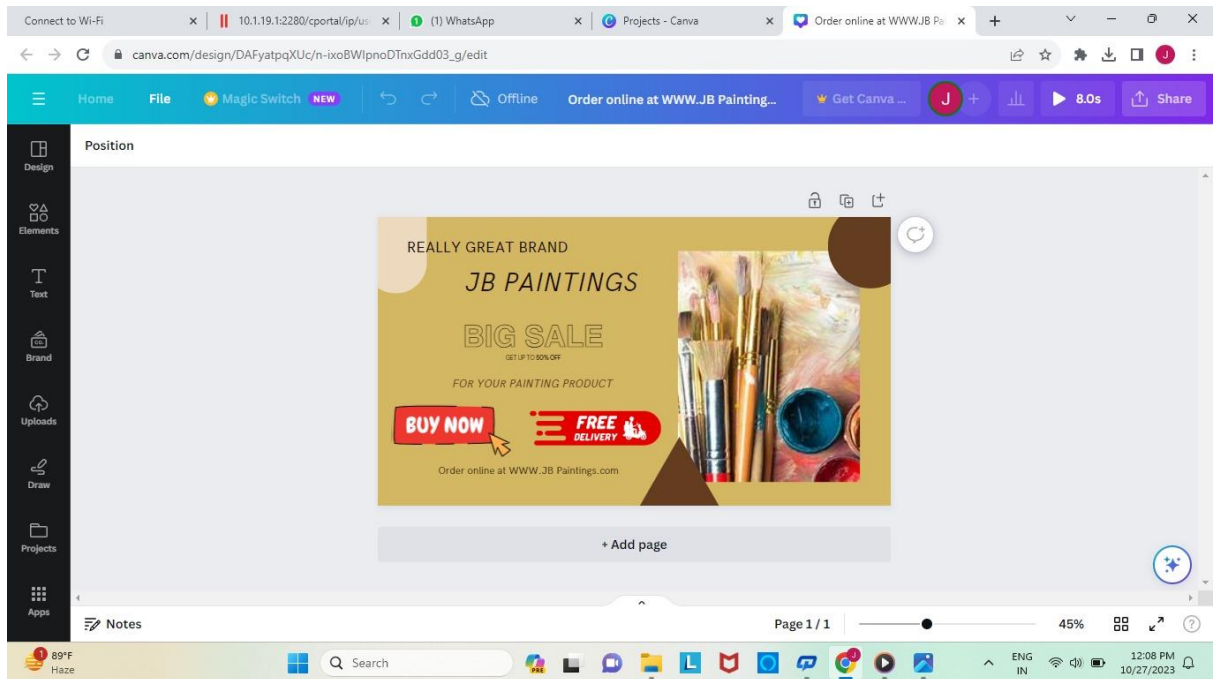 Connect to Wi-Fi
10.1.19.1:2280/cportal/ip/us
(1) WhatsApp
Projects - Canva
Order online at WWW.JB Pa
canva.com/design/DAFyatpqXUc/n-ixoBWIpnoDTnxGdd03_g/edit
J
Home File Magic Switch NEW Offline Order online at WWW.JB Painting... Get Canva ... J + 8.0s Share
Design
Elements
Text
Brand
Uploads
Draw
Projects
Apps
Position
REALLY GREAT BRAND
JB PAINTINGS
BIG SALE
GET UP TO 50% OFF
FOR YOUR PAINTING PRODUCT
BUY NOW
FREE
DELIVERY
Order online at WWW.JB Paintings.com
+ Add page
Notes
Page 1 / 1
45%
1
89°F
Haze
Search
PRE
L
ENG
IN
12:08 PM
10/27/2023